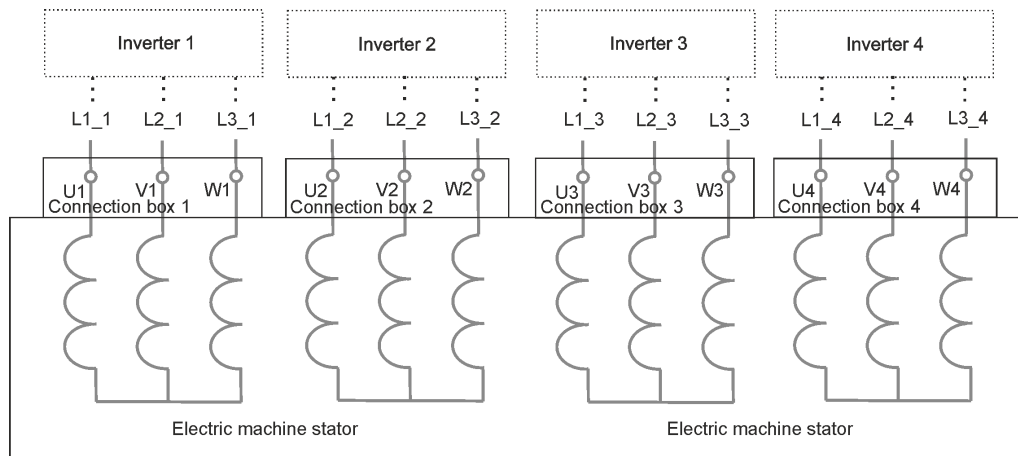 Inverter 1 Inverter 2 Inverter 3 Inverter 4
L1_1 L2_1 L3_1 L1_2 L2_2 L3_2 L1_3 L2_3 L3_3 L1_4 L2_4 L3_4
U1 V1 W1 U2 V2 W2 U3 V3 W3 U4 V4 W4
Connection box 1 Connection box 2 Connection box 3 Connection box 4
Electric machine stator Electric machine stator